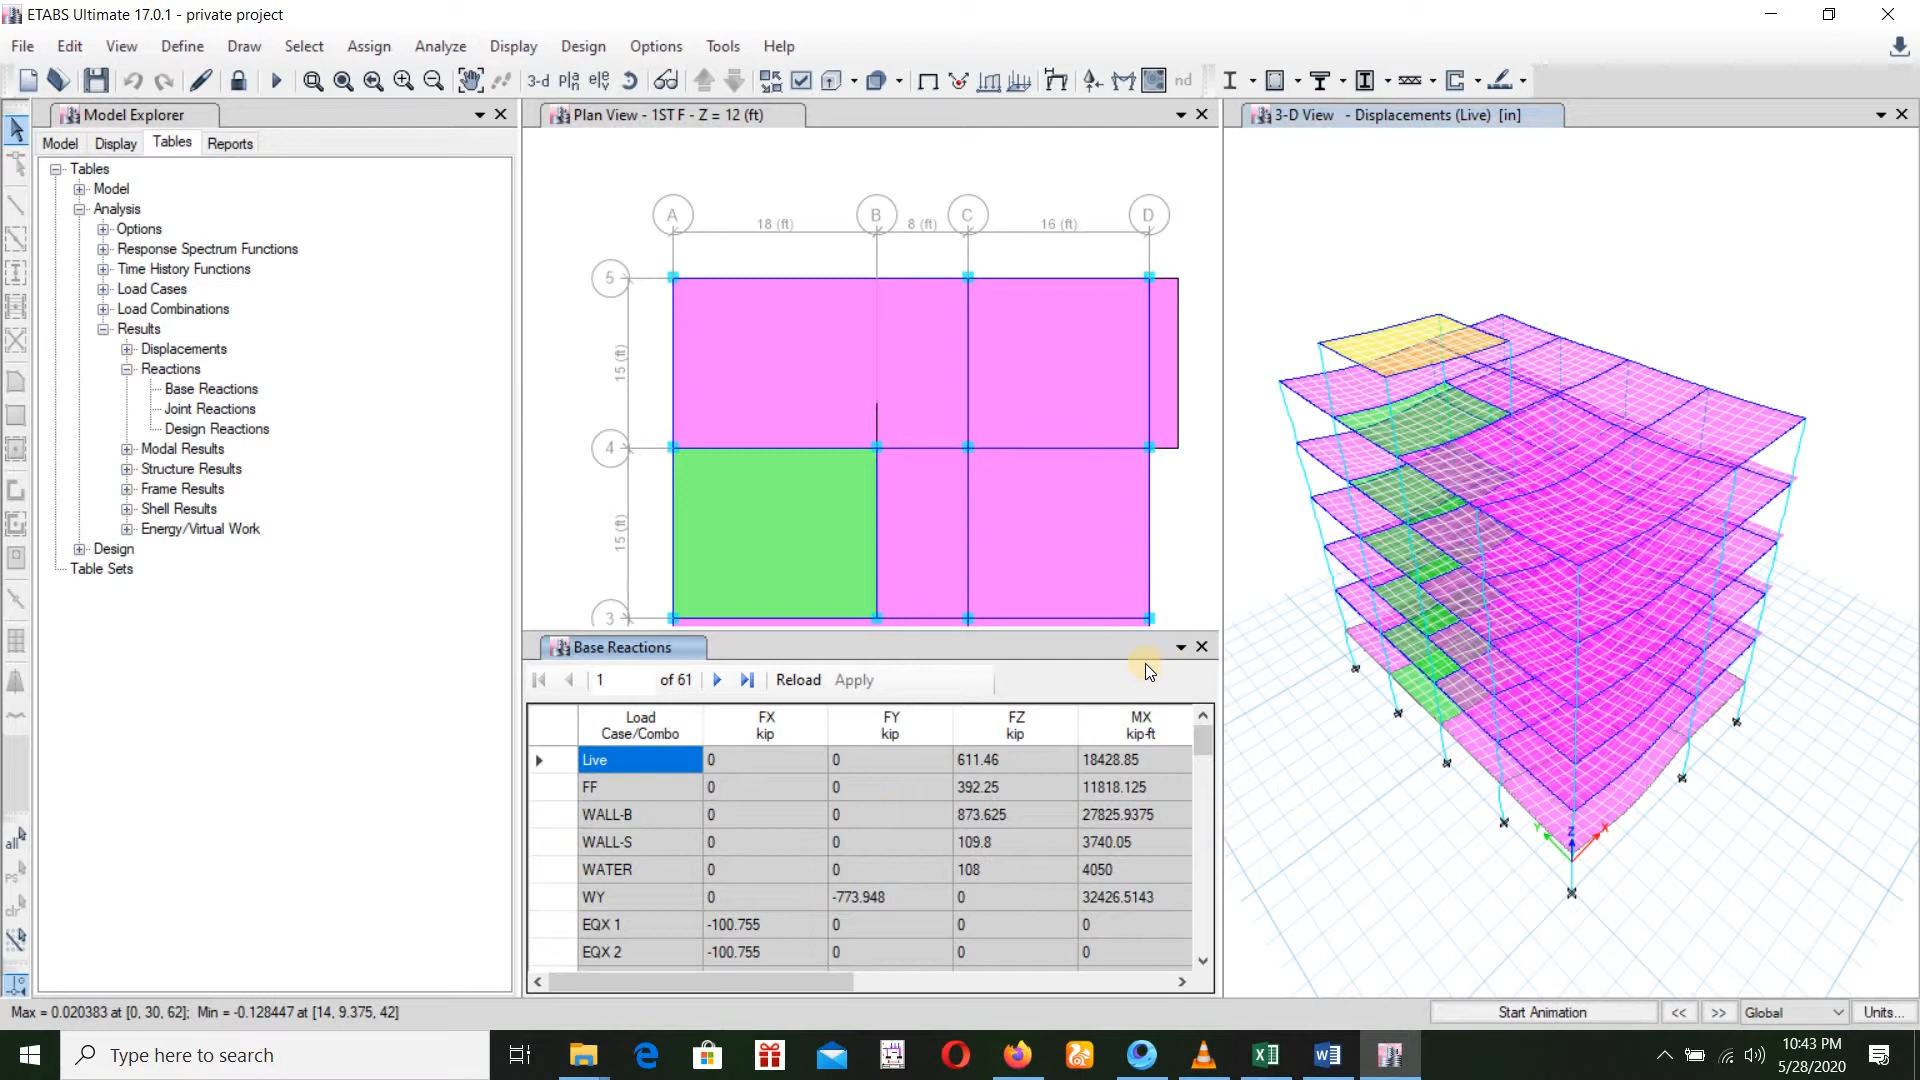 ETABS Ultimate 17.0.1 - private project
File Edit View Define Draw Select Assign Analyze Display Design Options Tools Help
3-d nd
Model Explorer
Model Display Tables Reports
Tables
Model
Analysis
Options
Response Spectrum Functions
Time History Functions
Load Cases
Load Combinations
Results
Displacements
Reactions
Base Reactions
Joint Reactions
Design Reactions
Modal Results
Structure Results
Frame Results
Shell Results
Energy/Virtual Work
Design
Table Sets
all
PS
clr
Plan View - 1ST F - Z = 12 (ft)
A B C D
18 (ft) 8 (ft) 16 (ft)
5
15 (ft)
4
15 (ft)
3
Base Reactions
1 of 61 Reload Apply
Load Case/Combo FX kip FY kip FZ kip MX kip-ft
Live 0 0 611.46 18428.85
FF 0 0 392.25 11818.125
WALL-B 0 0 873.625 27825.9375
WALL-S 0 0 109.8 3740.05
WATER 0 0 108 4050
WY 0 -773.948 0 32426.5143
EQX 1 -100.755 0 0 0
EQX 2 -100.755 0 0 0
3-D View - Displacements (Live) [in]
Y Z X
Max = 0.020383 at [0, 30, 62]; Min = -0.128447 at [14, 9.375, 42]
Start Animation << >> Global Units...
Type here to search
10:43 PM
5/28/2020